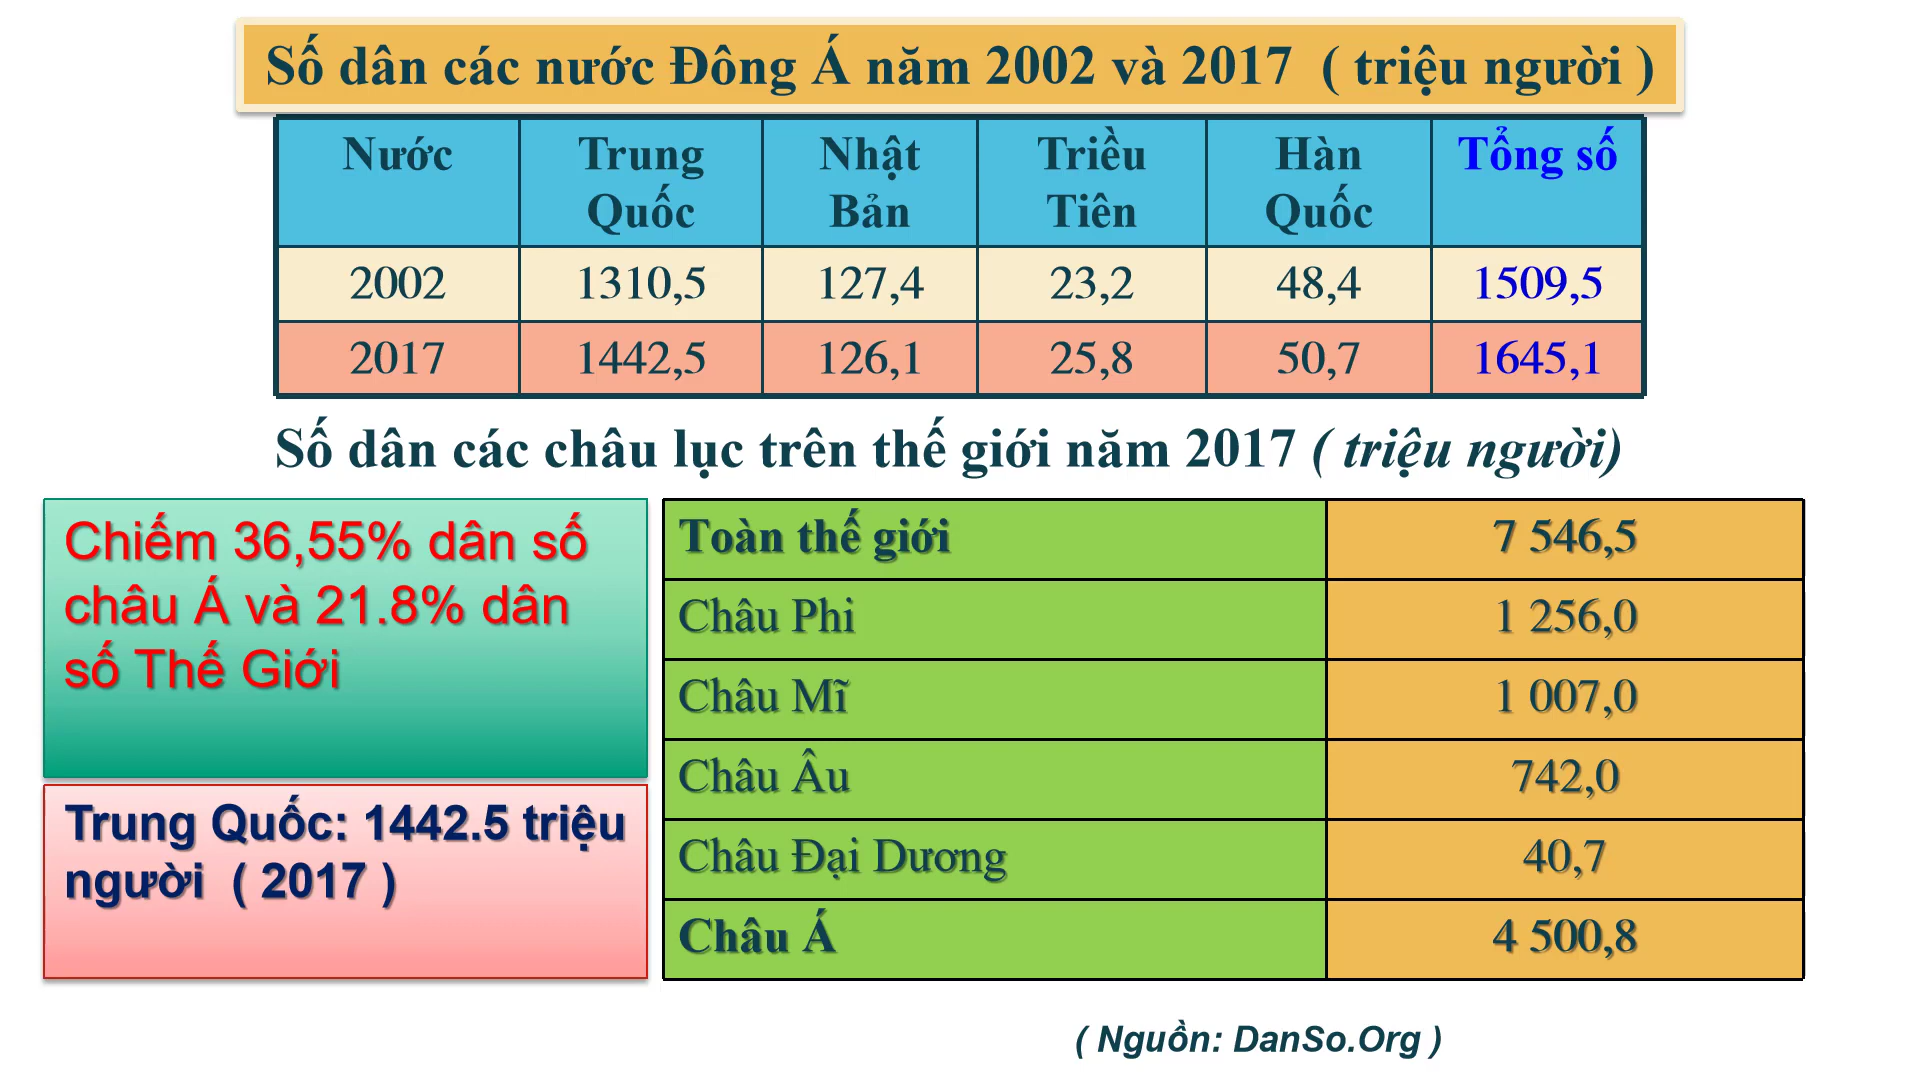 Số dân các nước Đông Á năm 2002 và 2017 ( triệu người )
Nước Trung Quốc Nhật Bản Triều Tiên Hàn Quốc Tổng số
2002 1310,5 127,4 23,2 48,4 1509,5
2017 1442,5 126,1 25,8 50,7 1645,1
Số dân các châu lục trên thế giới năm 2017 ( triệu người)
Chiếm 36,55% dân số
châu Á và 21.8% dân
số Thế Giới
Trung Quốc: 1442.5 triệu
người ( 2017 )
Toàn thế giới 7 546,5
Châu Phi 1 256,0
Châu Mĩ 1 007,0
Châu Âu 742,0
Châu Đại Dương 40,7
Châu Á 4 500,8
( Nguồn: DanSo.Org )